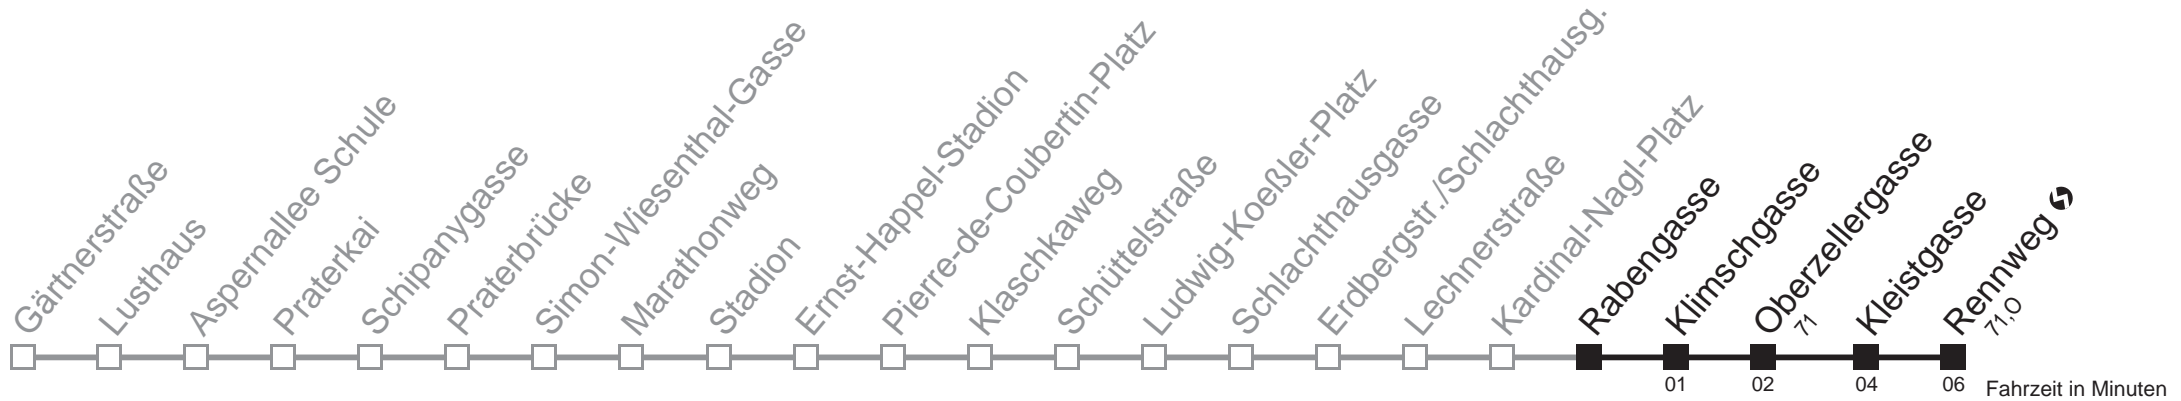 Gärtnerstraße
Lusthaus
Aspernallee Schule
Praterkai
Schipanygasse
Praterbrücke
Simon-Wiesenthal-Gasse
Marathonweg
Stadion
Ernst-Happel-Stadion
Pierre-de-Coubertin-Platz
Klaschkaweg
Schüttelstraße
Ludwig-Koeßler-Platz
Schlachthausgasse
Erdbergstr./Schlachthausg.
Lechnerstraße
Kardinal-Nagl-Platz
Rabengasse
Klimschgasse
Oberzellergasse
71
Kleistgasse
Rennweg
71,O
01 02 04 06 Fahrzeit in Minuten